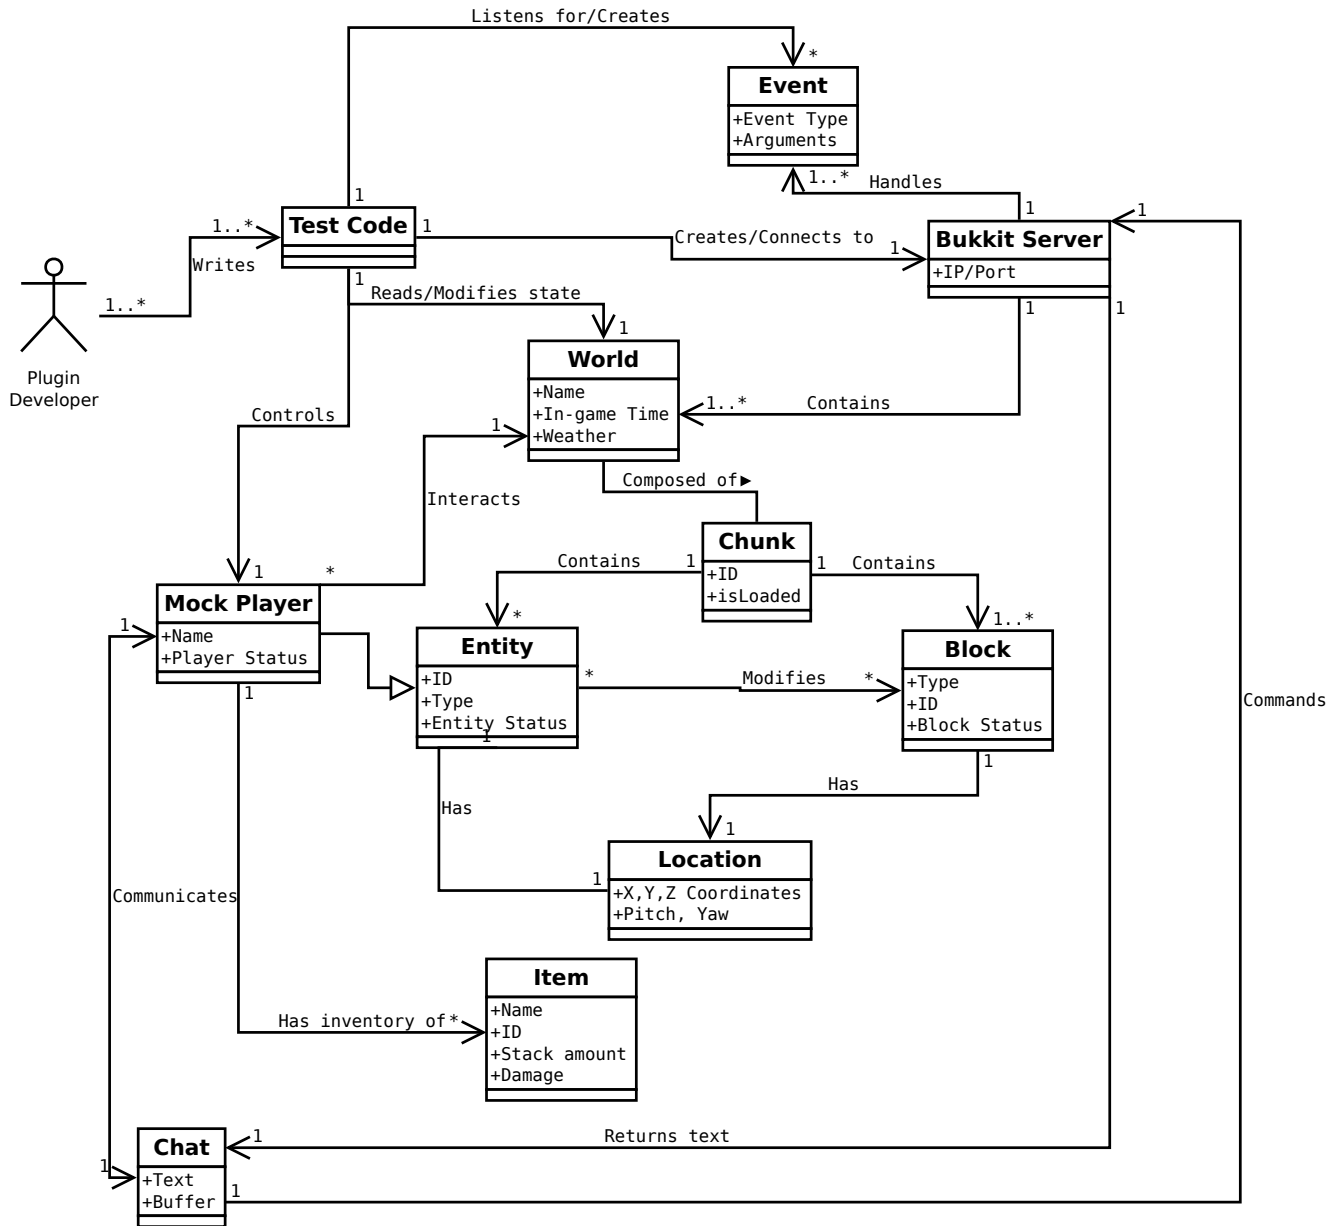 Listens for/Creates
*
Event
+Event Type
+Arguments
1..*
Handles
1
1
1
Test Code
1..*
Writes
1
Creates/Connects to
1
Bukkit Server
+IP/Port
1..*
Plugin
Developer
1
Reads/Modifies state
1
1
1
World
+Name
+In-game Time
+Weather
1..*
Contains
Controls
1
Interacts
Composed of►
Chunk
+ID
+isLoaded
Contains
1
1
Contains
*
1..*
1
*
Mock Player
+Name
+Player Status
1
1
Entity
+ID
+Type
+Entity Status
1
*
Modifies
*
Block
+Type
+ID
+Block Status
1
Commands
Has
Has
1
1
Location
+X,Y,Z Coordinates
+Pitch, Yaw
Communicates
Item
+Name
+ID
+Stack amount
+Damage
Has inventory of
*
Chat
+Text
+Buffer
1
1
1
Returns text